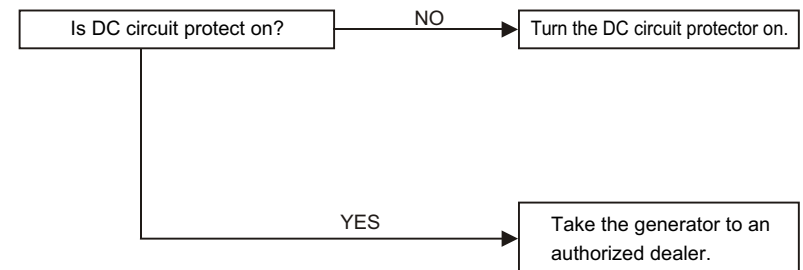 Is DC circuit protect on?
NO
Turn the DC circuit protector on.
YES
Take the generator to an
authorized dealer.